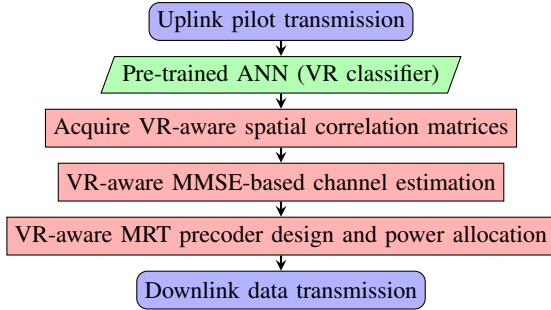 Uplink pilot transmission
Pre-trained ANN (VR classifier)
Acquire VR-aware spatial correlation matrices
VR-aware MMSE-based channel estimation
VR-aware MRT precoder design and power allocation
Downlink data transmission